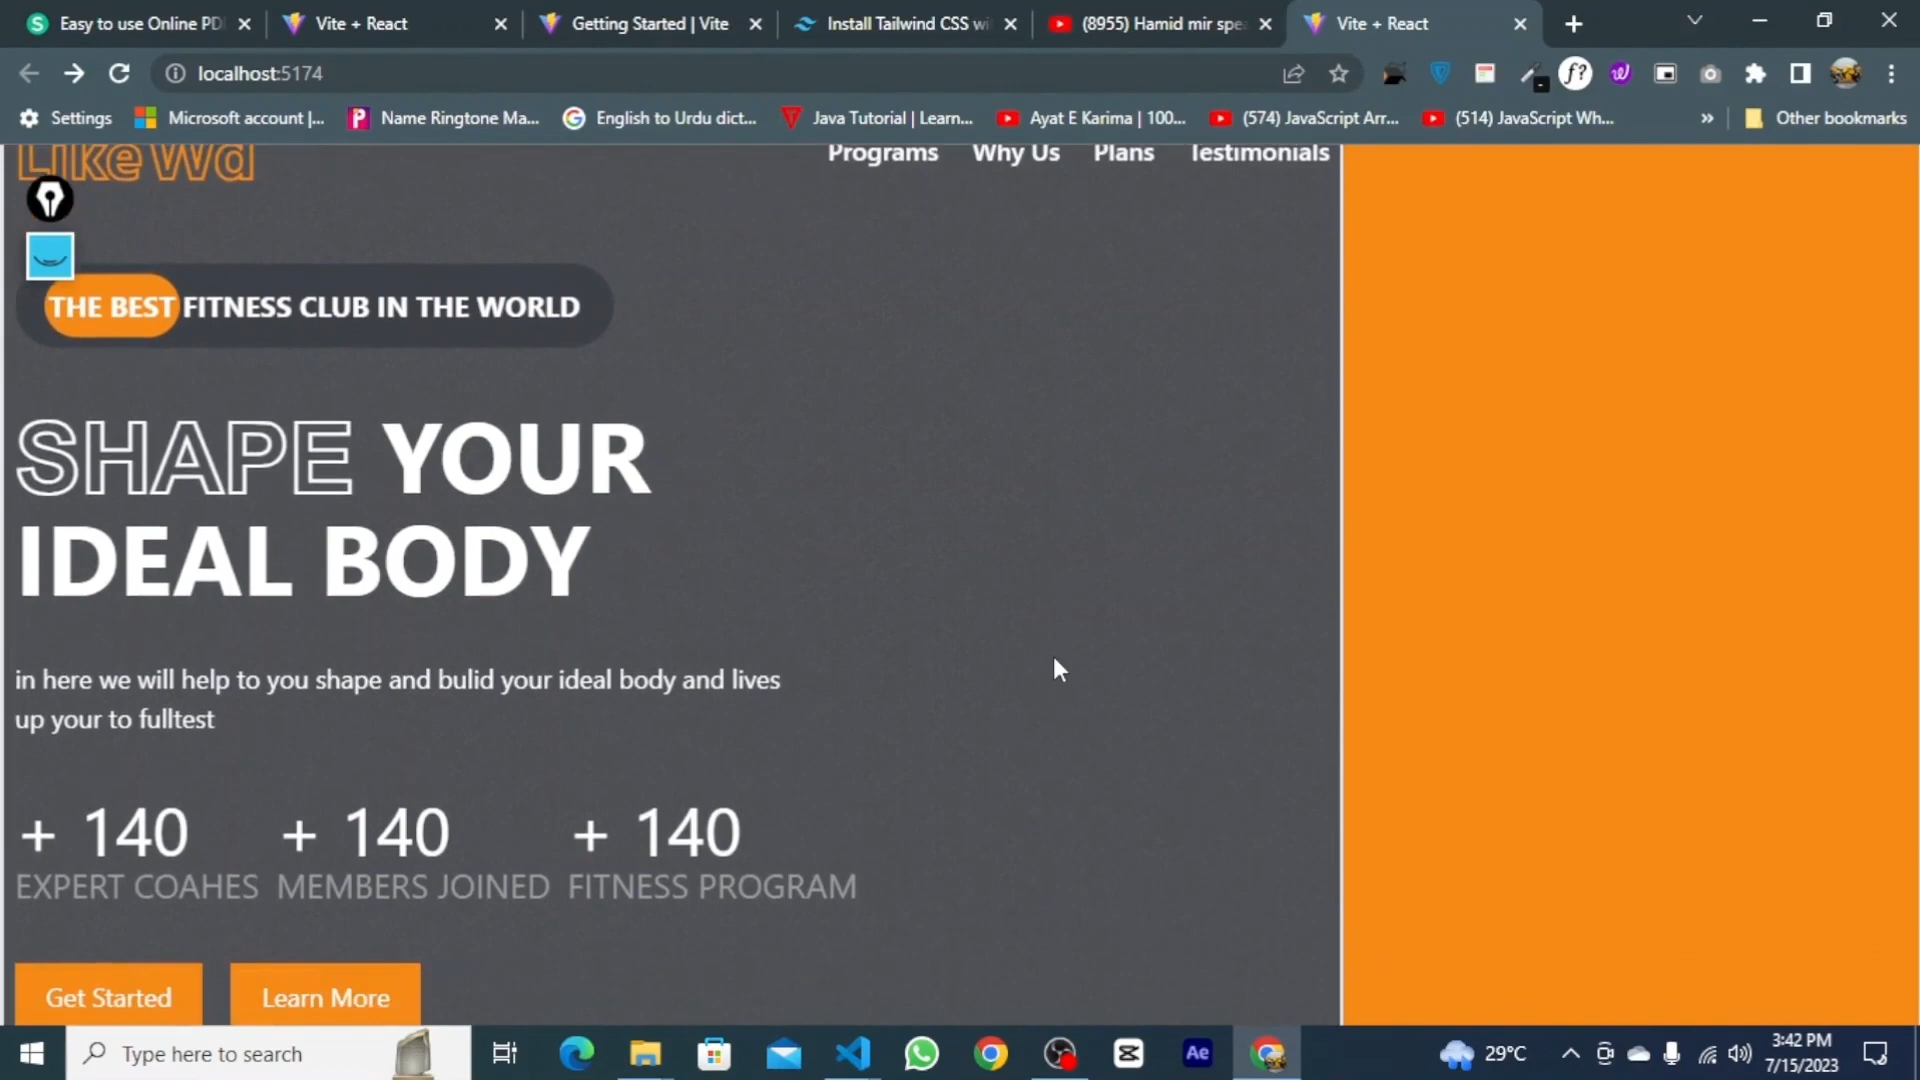 Easy to use Online PD
Vite + React
Getting Started | Vite
Install Tailwind CSS wi
(8955) Hamid mir spe
Vite + React
localhost:5174
f?
Settings
Microsoft account |...
Name Ringtone Ma...
English to Urdu dict...
Java Tutorial | Learn...
Ayat E Karima | 100...
(574) JavaScript Arr...
(514) JavaScript Wh...
»
Other bookmarks
Like Wd
Programs
Why Us
Plans
Testimonials
THE BEST FITNESS CLUB IN THE WORLD
SHAPE YOUR
IDEAL BODY
in here we will help to you shape and bulid your ideal body and lives
up your to fulltest
+ 140
+ 140
+ 140
EXPERT COAHES
MEMBERS JOINED
FITNESS PROGRAM
Get Started
Learn More
Type here to search
Ae
29°C
3:42 PM
7/15/2023